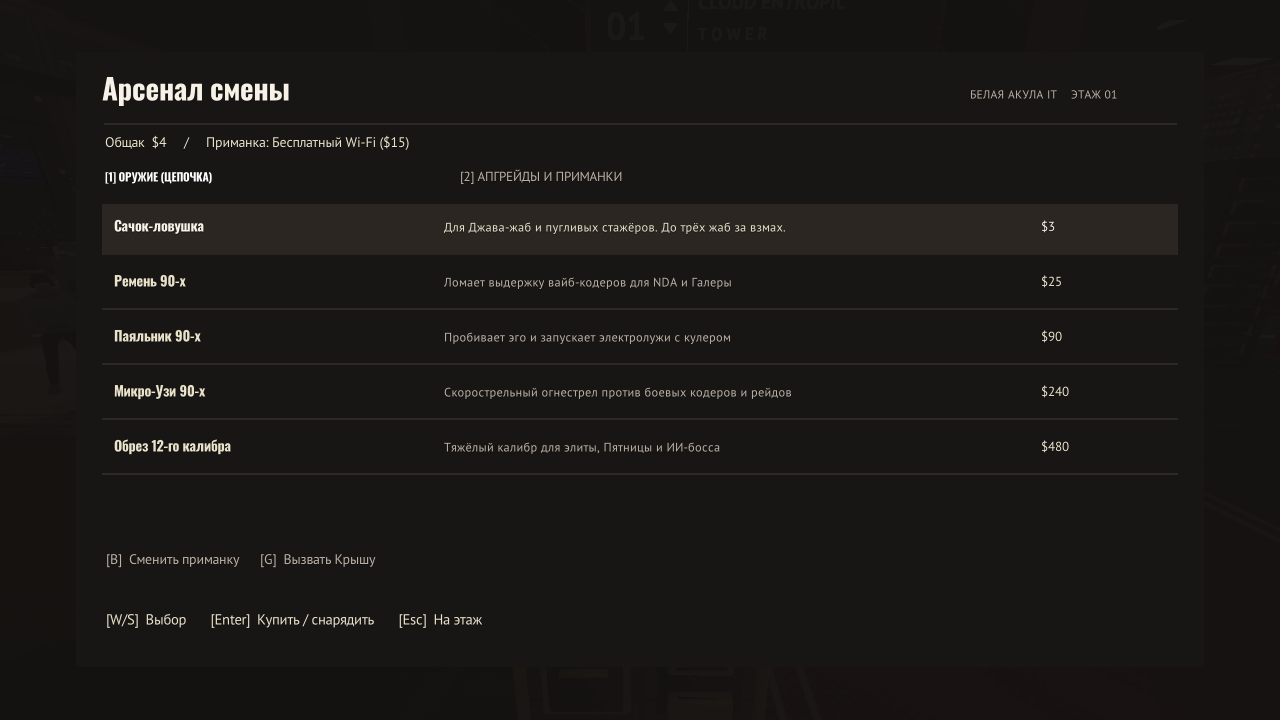 01 CLOUD ENTROPIC
TOWER
Арсенал смены
БЕЛАЯ АКУЛА IT ЭТАЖ 01
Общак $4 / Приманка: Бесплатный Wi-Fi ($15)
[1] ОРУЖИЕ (ЦЕПОЧКА) [2] АПГРЕЙДЫ И ПРИМАНКИ
Сачок-ловушка Для Джава-жаб и пугливых стажёров. До трёх жаб за взмах. $3
Ремень 90-х Ломает выдержку вайб-кодеров для NDA и Галеры $25
Паяльник 90-х Пробивает эго и запускает электролужи с кулером $90
Микро-Узи 90-х Скорострельный огнестрел против боевых кодеров и рейдов $240
Обрез 12-го калибра Тяжёлый калибр для элиты, Пятницы и ИИ-босса $480
[B] Сменить приманку [G] Вызвать Крышу
[W/S] Выбор [Enter] Купить / снарядить [Esc] На этаж